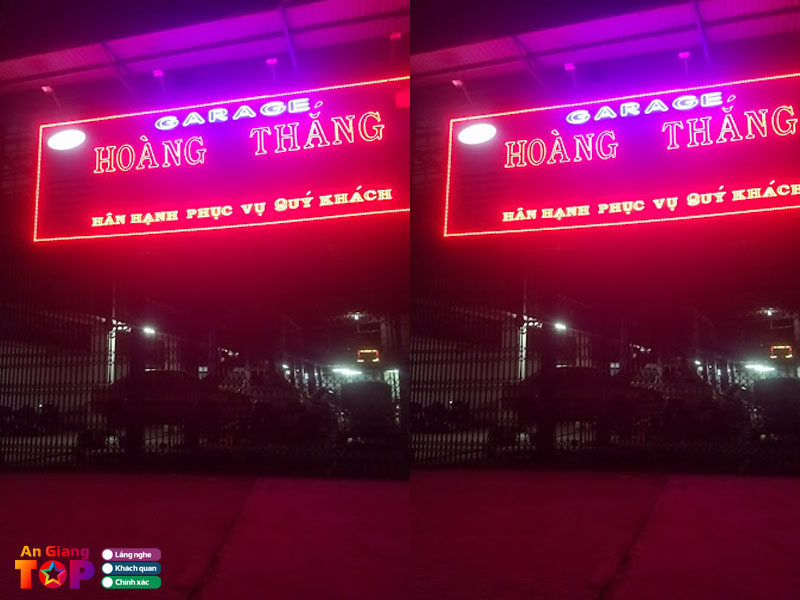 GARAGE
HOÀNG THẮNG
HÂN HẠNH PHỤC VỤ QUÝ KHÁCH
GARAGE
HOÀNG THẮNG
HÂN HẠNH PHỤC VỤ QUÝ KHÁCH
An Giang
TOP
Lắng nghe
Khách quan
Chính xác